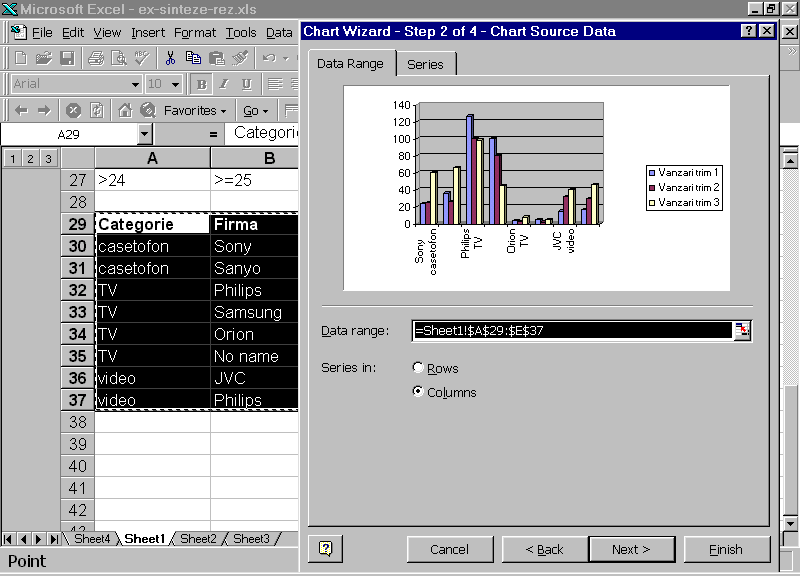 Microsoft Excel - ex-sinteze-rez.xls
File Edit View Insert Format Tools Data
Arial 10 B I U
Favorites Go
A29 = Categorie
1 2 3 A B
27 >24 >=25
28
29 Categorie Firma
30 casetofon Sony
31 casetofon Sanyo
32 TV Philips
33 TV Samsung
34 TV Orion
35 TV No name
36 video JVC
37 video Philips
38
39
40
41
42
43
Sheet4 Sheet1 Sheet2 Sheet3
Point
Chart Wizard - Step 2 of 4 - Chart Source Data
Data Range Series
140
120
100
80
60
40
20
0
Sony
casetofon
Philips
TV
Orion
TV
JVC
video
Vanzari trim 1
Vanzari trim 2
Vanzari trim 3
Data range: =Sheet1!$A$29:$E$37
Series in: Rows
Columns
Cancel < Back Next > Finish